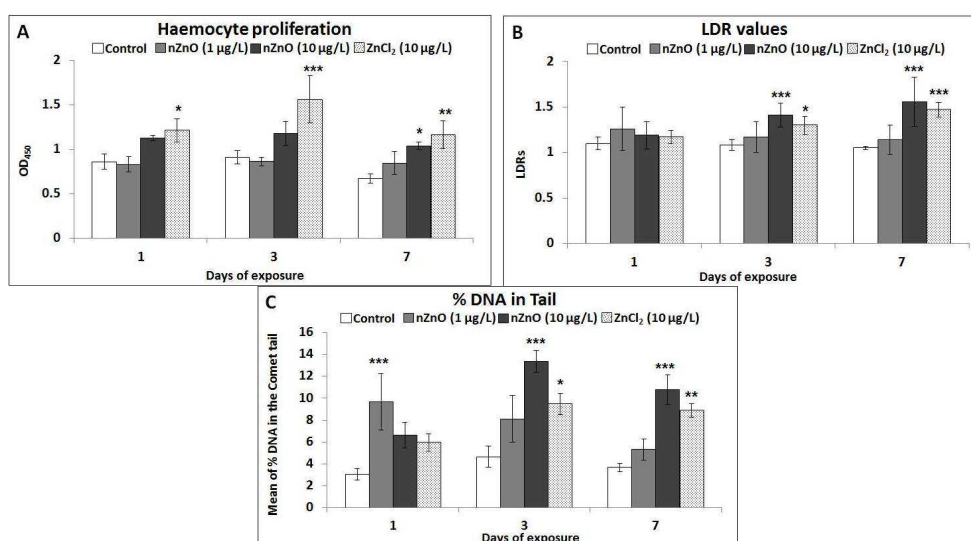 A
Haemocyte proliferation
Control nZnO (1 µg/L) nZnO (10 µg/L) ZnCl₂ (10 µg/L)
2
1.5
1
0.5
0
OD₄₅₀
*
***
*
**
1 3 7
Days of exposure
B
LDR values
Control nZnO (1 µg/L) nZnO (10 µg/L) ZnCl₂ (10 µg/L)
2
1.5
1
0.5
0
LDRs
***
*
***
***
1 3 7
Days of exposure
C
% DNA in Tail
Control nZnO (1 µg/L) nZnO (10 µg/L) ZnCl₂ (10 µg/L)
16
14
12
10
8
6
4
2
0
Mean of % DNA in the Comet tail
***
***
*
***
**
1 3 7
Days of exposure